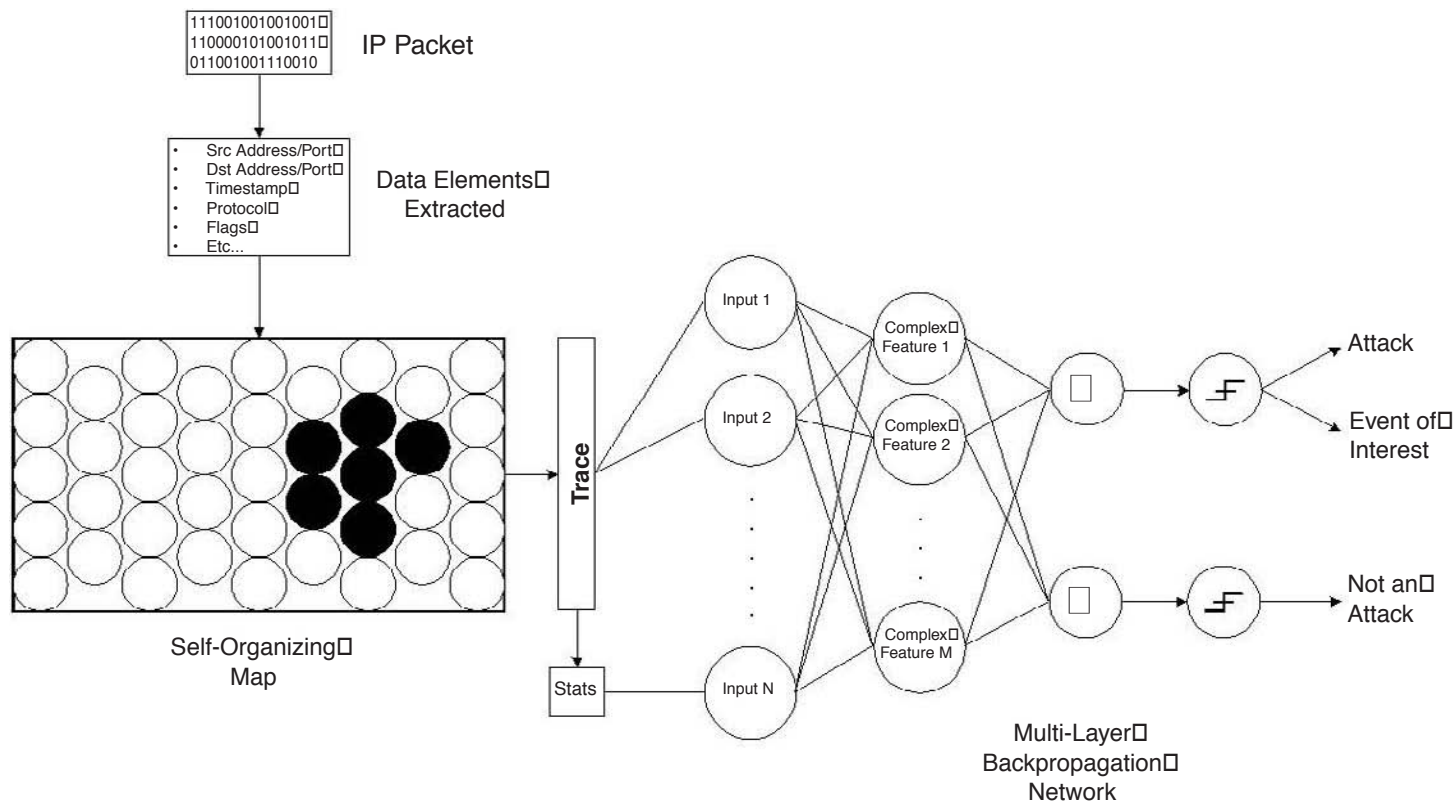 111001001001001□
110000101001011□
011001001110010
IP Packet
• Src Address/Port□
• Dst Address/Port□
• Timestamp□
• Protocol□
• Flags□
• Etc...
Data Elements□
Extracted
Self-Organizing□
Map
Trace
Stats
Input 1
Input 2
Input N
Complex□
Feature 1
Complex□
Feature 2
Complex□
Feature M
□
□
Attack
Event of□
Interest
Not an□
Attack
Multi-Layer□
Backpropagation□
Network